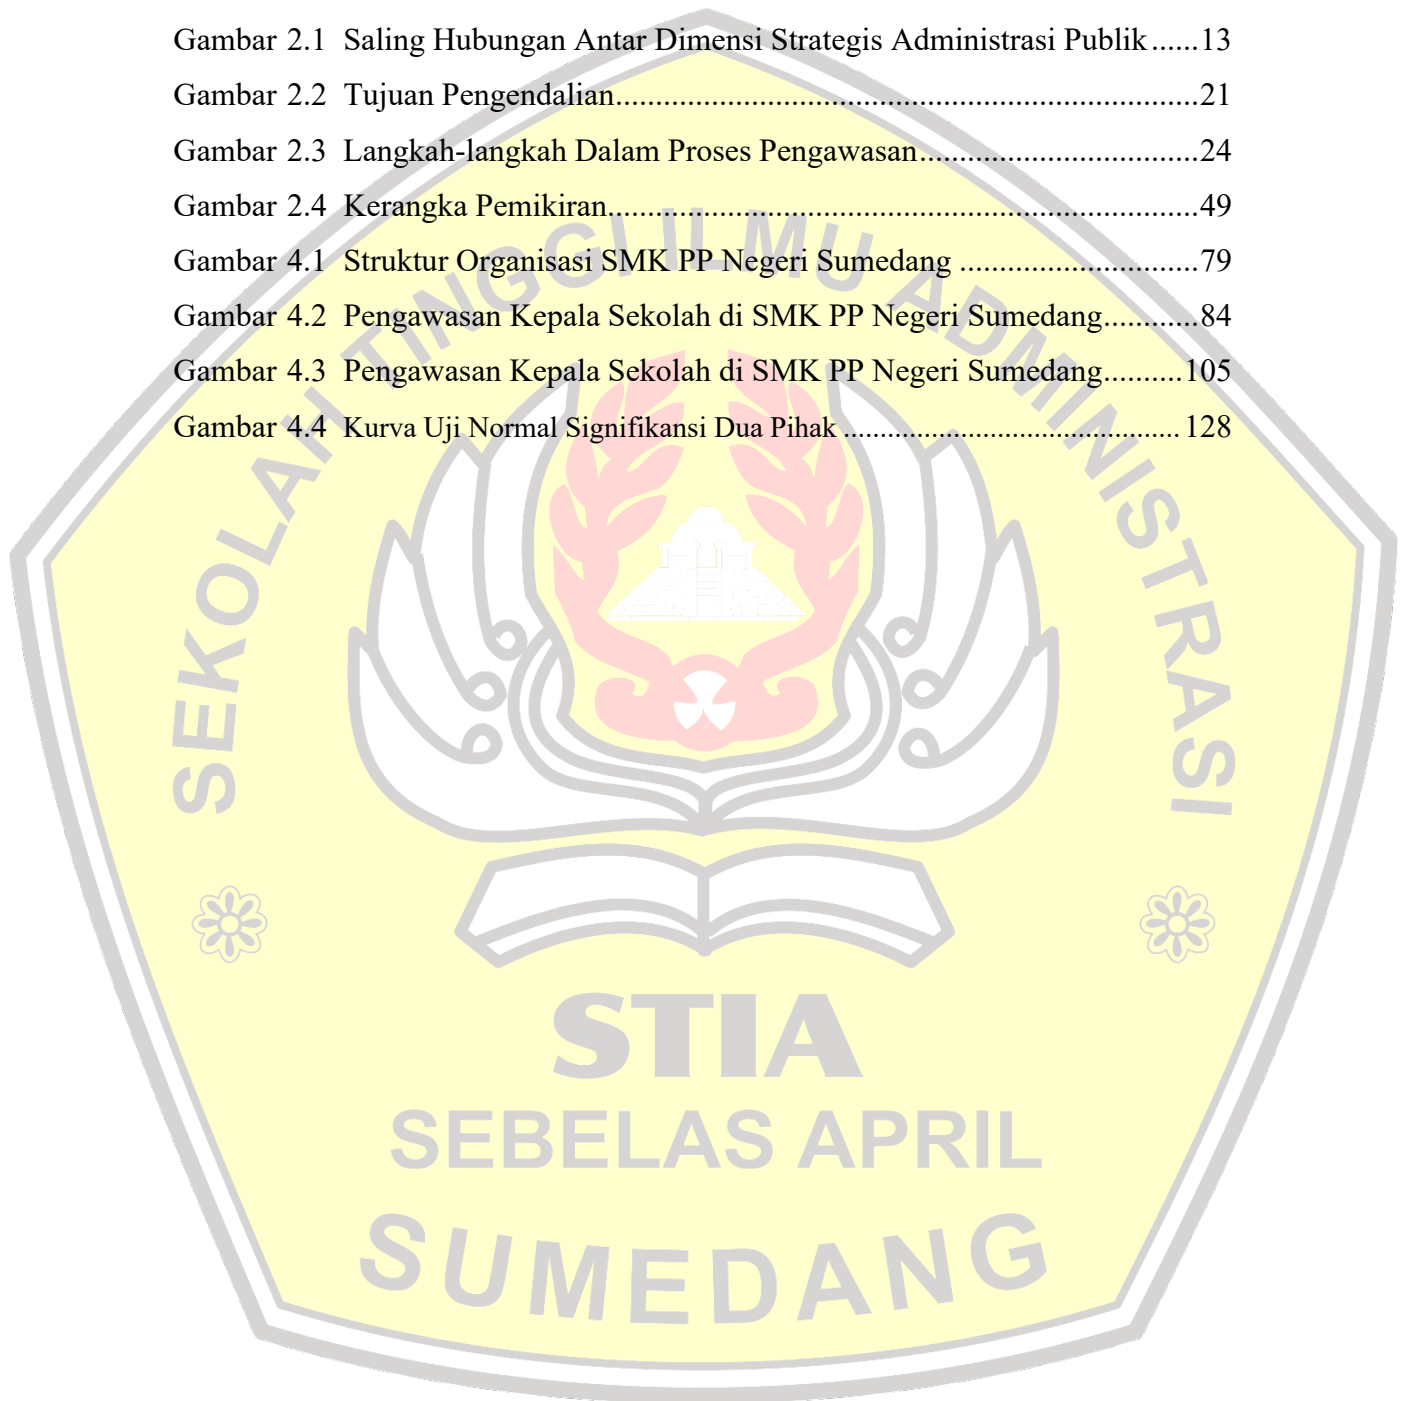 Gambar 2.1 Saling Hubungan Antar Dimensi Strategis Administrasi Publik......13
Gambar 2.2 Tujuan Pengendalian.........................................................................21
Gambar 2.3 Langkah-langkah Dalam Proses Pengawasan...................................24
Gambar 2.4 Kerangka Pemikiran..........................................................................49
Gambar 4.1 Struktur Organisasi SMK PP Negeri Sumedang ..............................79
Gambar 4.2 Pengawasan Kepala Sekolah di SMK PP Negeri Sumedang............84
Gambar 4.3 Pengawasan Kepala Sekolah di SMK PP Negeri Sumedang..........105
Gambar 4.4 Kurva Uji Normal Signifikansi Dua Pihak .............................................. 128
SEKOLAH TINGGI ILMU ADMINISTRASI
STIA
SEBELAS APRIL
SUMEDANG